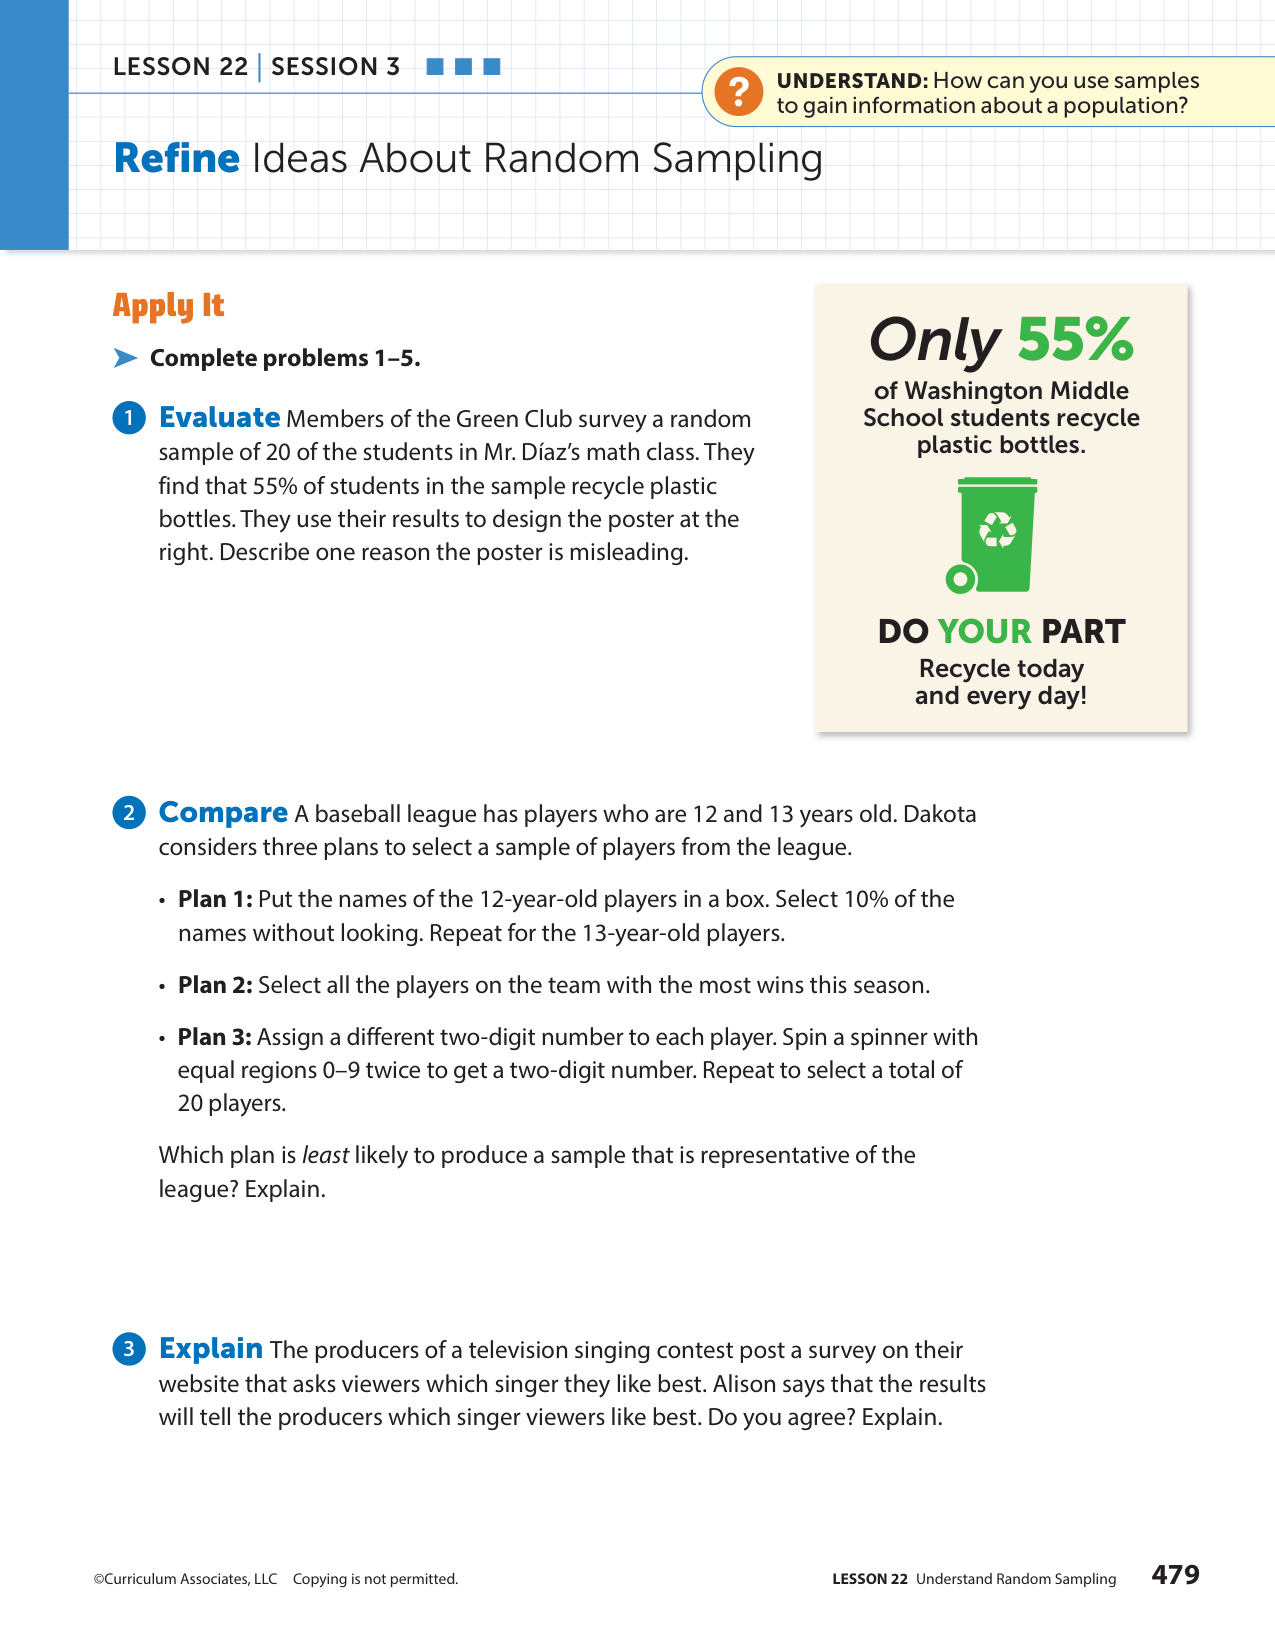 LESSON 22 | SESSION 3
? UNDERSTAND: How can you use samples
to gain information about a population?
Refine Ideas About Random Sampling
Apply It
➤ Complete problems 1–5.
1 Evaluate Members of the Green Club survey a random
sample of 20 of the students in Mr. Díaz’s math class. They
find that 55% of students in the sample recycle plastic
bottles. They use their results to design the poster at the
right. Describe one reason the poster is misleading.
Only 55%
of Washington Middle
School students recycle
plastic bottles.
DO YOUR PART
Recycle today
and every day!
2 Compare A baseball league has players who are 12 and 13 years old. Dakota
considers three plans to select a sample of players from the league.
• Plan 1: Put the names of the 12-year-old players in a box. Select 10% of the
names without looking. Repeat for the 13-year-old players.
• Plan 2: Select all the players on the team with the most wins this season.
• Plan 3: Assign a different two-digit number to each player. Spin a spinner with
equal regions 0–9 twice to get a two-digit number. Repeat to select a total of
20 players.
Which plan is least likely to produce a sample that is representative of the
league? Explain.
3 Explain The producers of a television singing contest post a survey on their
website that asks viewers which singer they like best. Alison says that the results
will tell the producers which singer viewers like best. Do you agree? Explain.
©Curriculum Associates, LLC Copying is not permitted.
LESSON 22 Understand Random Sampling 479